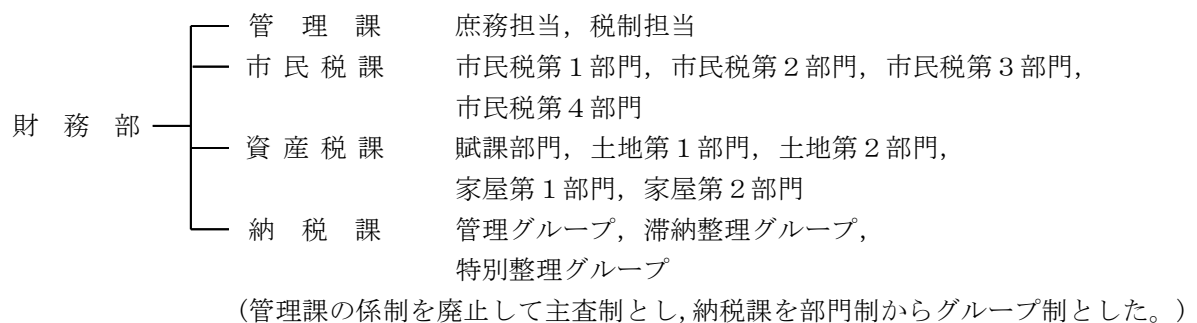 管理課 庶務担当，税制担当
市民税課 市民税第１部門，市民税第２部門，市民税第３部門，
市民税第４部門
財務部
資産税課 賦課部門，土地第１部門，土地第２部門，
家屋第１部門，家屋第２部門
納税課 管理グループ，滞納整理グループ，
特別整理グループ
(管理課の係制を廃止して主査制とし,納税課を部門制からグループ制とした。)